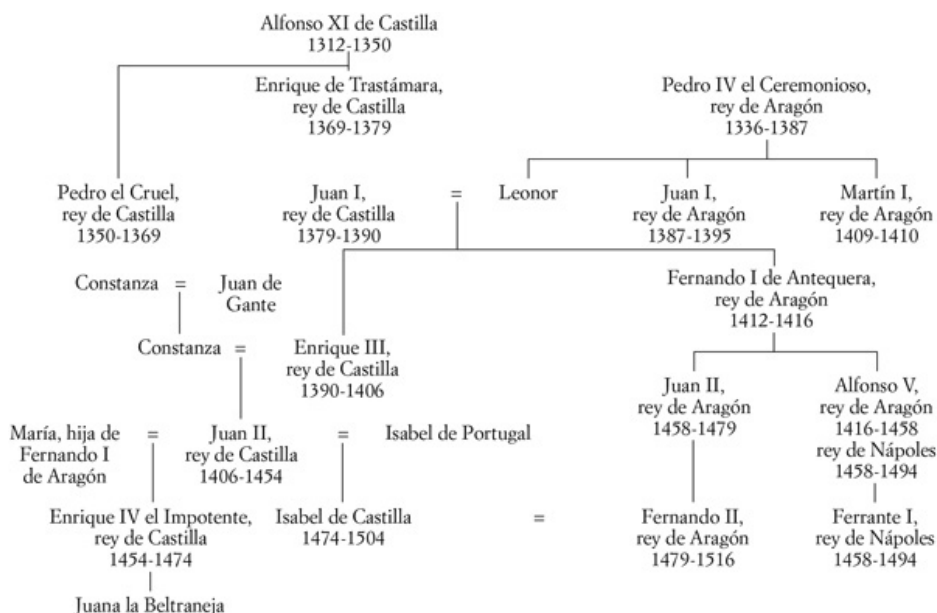 Alfonso XI de Castilla
1312-1350
Enrique de Trastámara,
rey de Castilla
1369-1379
Pedro IV el Ceremonioso,
rey de Aragón
1336-1387
Pedro el Cruel,
rey de Castilla
1350-1369
Juan I,
rey de Castilla
1379-1390
=
Leonor
Juan I,
rey de Aragón
1387-1395
Martín I,
rey de Aragón
1409-1410
Constanza
=
Juan de
Gante
Fernando I de Antequera,
rey de Aragón
1412-1416
Constanza
=
Enrique III,
rey de Castilla
1390-1406
Juan II,
rey de Aragón
1458-1479
Alfonso V,
rey de Aragón
1416-1458
rey de Nápoles
1458-1494
María, hija de
Fernando I
de Aragón
=
Juan II,
rey de Castilla
1406-1454
=
Isabel de Portugal
Enrique IV el Impotente,
rey de Castilla
1454-1474
Isabel de Castilla
1474-1504
=
Fernando II,
rey de Aragón
1479-1516
Ferrante I,
rey de Nápoles
1458-1494
Juana la Beltraneja